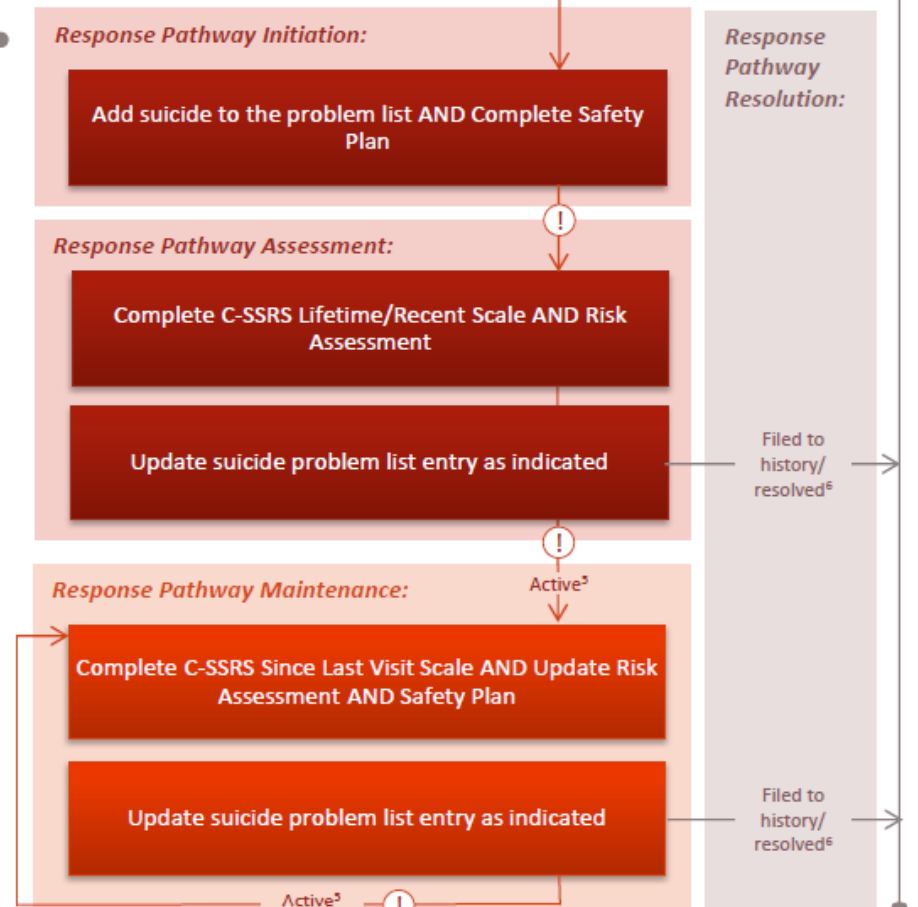 Response Pathway Initiation:
Response
Pathway
Resolution:
Add suicide to the problem list AND Complete Safety
Plan
!
Response Pathway Assessment:
Complete C-SSRS Lifetime/Recent Scale AND Risk
Assessment
Update suicide problem list entry as indicated
Filed to
history/
resolved⁶
!
Active⁵
Response Pathway Maintenance:
Complete C-SSRS Since Last Visit Scale AND Update Risk
Assessment AND Safety Plan
Update suicide problem list entry as indicated
Filed to
history/
resolved⁶
Active⁵
!